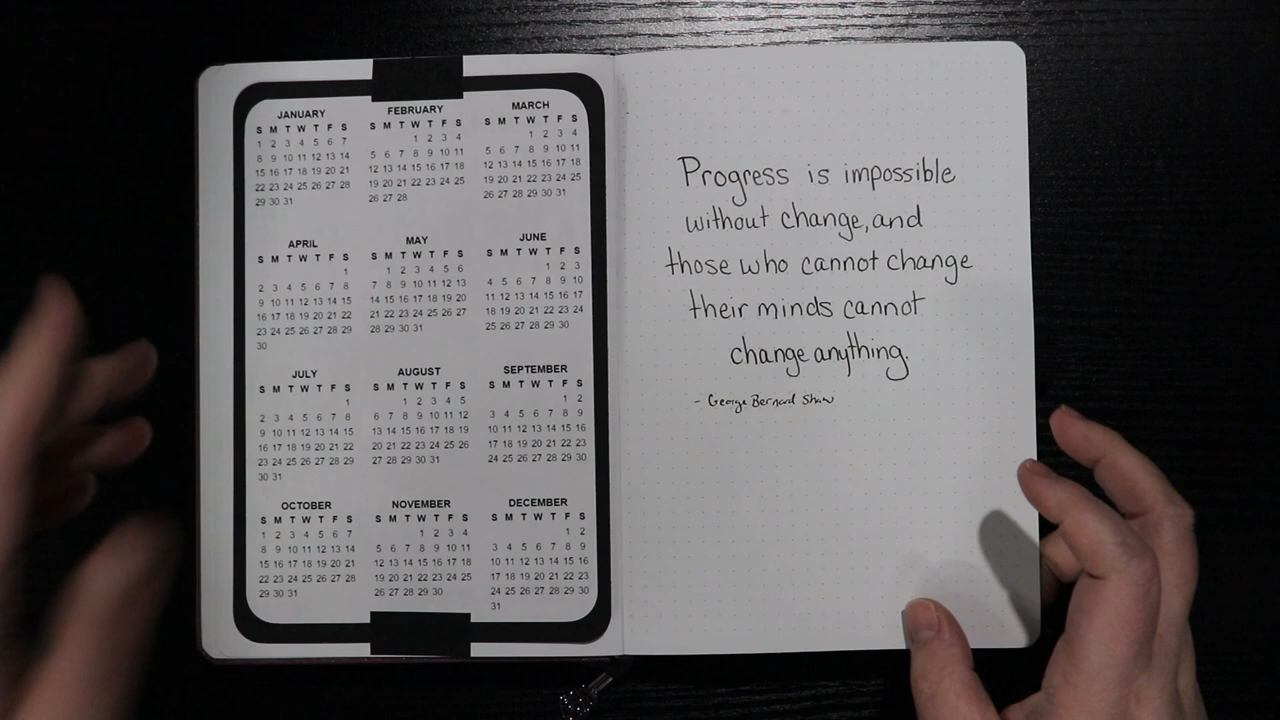 JANUARY
S M T W T F S
1 2 3 4 5 6 7
8 9 10 11 12 13 14
15 16 17 18 19 20 21
22 23 24 25 26 27 28
29 30 31
FEBRUARY
S M T W T F S
1 2 3 4
5 6 7 8 9 10 11
12 13 14 15 16 17 18
19 20 21 22 23 24 25
26 27 28
MARCH
S M T W T F S
1 2 3 4
5 6 7 8 9 10 11
12 13 14 15 16 17 18
19 20 21 22 23 24 25
26 27 28 29 30 31
APRIL
S M T W T F S
1
2 3 4 5 6 7 8
9 10 11 12 13 14 15
16 17 18 19 20 21 22
23 24 25 26 27 28 29
30
MAY
S M T W T F S
1 2 3 4 5 6
7 8 9 10 11 12 13
14 15 16 17 18 19 20
21 22 23 24 25 26 27
28 29 30 31
JUNE
S M T W T F S
1 2 3
4 5 6 7 8 9 10
11 12 13 14 15 16 17
18 19 20 21 22 23 24
25 26 27 28 29 30
JULY
S M T W T F S
1
2 3 4 5 6 7 8
9 10 11 12 13 14 15
16 17 18 19 20 21 22
23 24 25 26 27 28 29
30 31
AUGUST
S M T W T F S
1 2 3 4 5
6 7 8 9 10 11 12
13 14 15 16 17 18 19
20 21 22 23 24 25 26
27 28 29 30 31
SEPTEMBER
S M T W T F S
1 2
3 4 5 6 7 8 9
10 11 12 13 14 15 16
17 18 19 20 21 22 23
24 25 26 27 28 29 30
OCTOBER
S M T W T F S
1 2 3 4 5 6 7
8 9 10 11 12 13 14
15 16 17 18 19 20 21
22 23 24 25 26 27 28
29 30 31
NOVEMBER
S M T W T F S
1 2 3 4
5 6 7 8 9 10 11
12 13 14 15 16 17 18
19 20 21 22 23 24 25
26 27 28 29 30
DECEMBER
S M T W T F S
1 2
3 4 5 6 7 8 9
10 11 12 13 14 15 16
17 18 19 20 21 22 23
24 25 26 27 28 29 30
31
Progress is impossible
without change, and
those who cannot change
their minds cannot
change anything.
- George Bernard Shaw